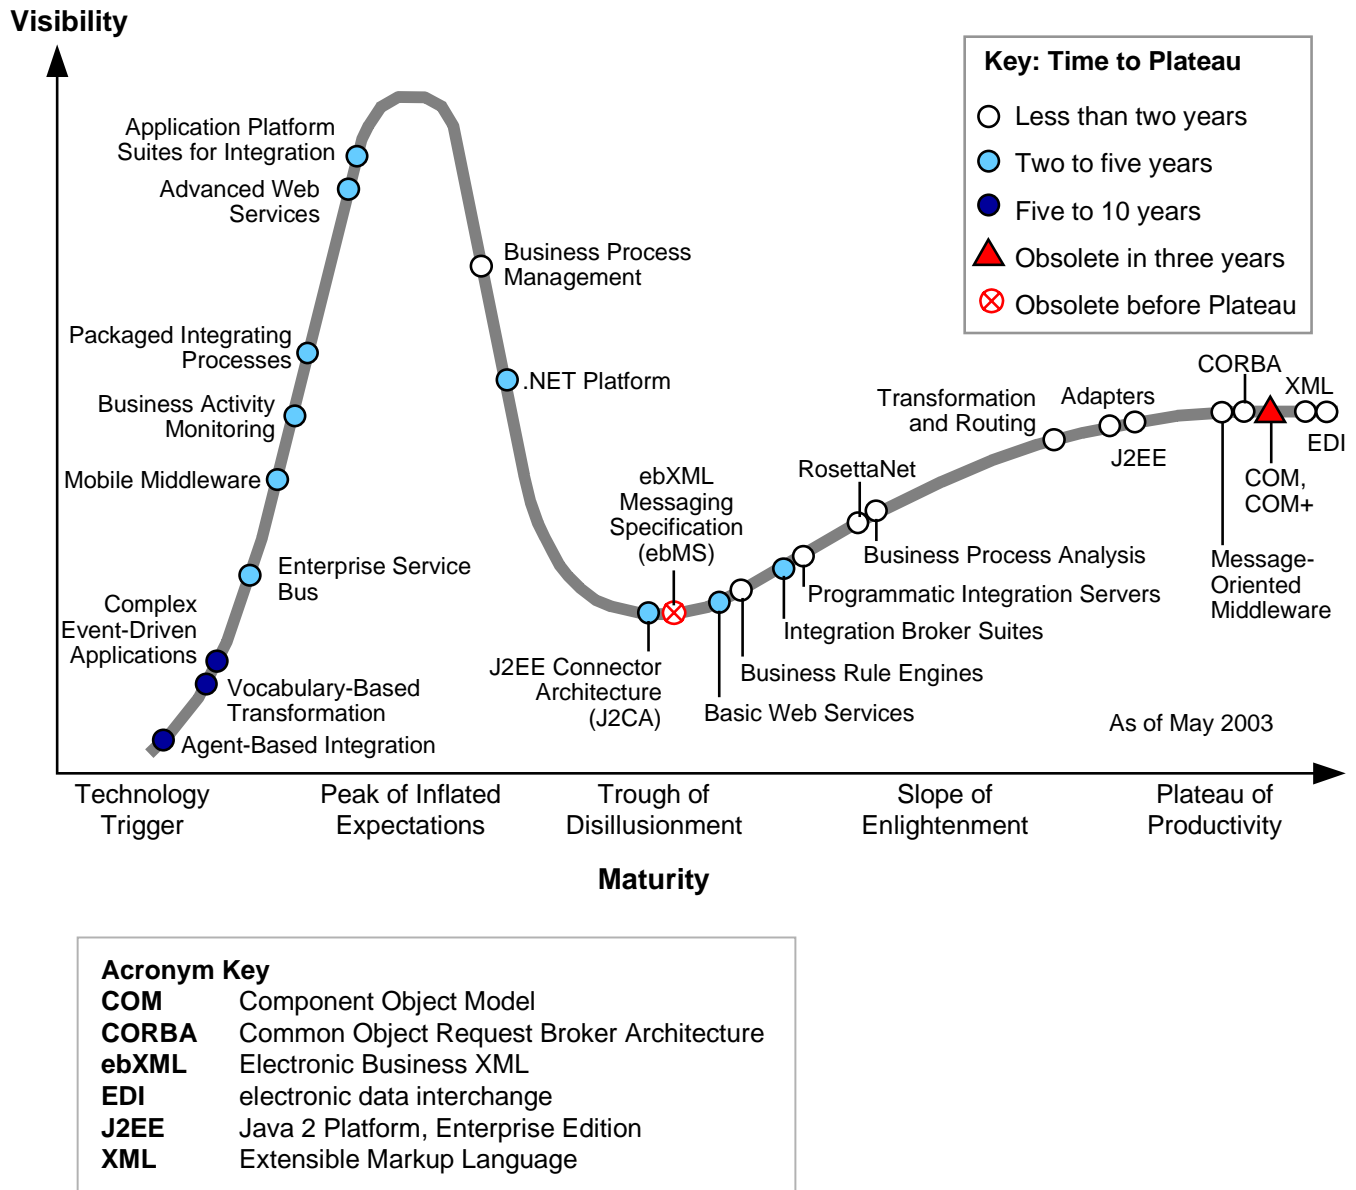 Visibility
Key: Time to Plateau
Less than two years
Two to five years
Five to 10 years
Obsolete in three years
Obsolete before Plateau
Application Platform
Suites for Integration
Advanced Web
Services
Business Process
Management
Packaged Integrating
Processes
.NET Platform
Business Activity
Monitoring
Mobile Middleware
Enterprise Service
Bus
Complex
Event-Driven
Applications
Vocabulary-Based
Transformation
Agent-Based Integration
ebXML
Messaging
Specification
(ebMS)
J2EE Connector
Architecture
(J2CA)
Basic Web Services
Business Rule Engines
Integration Broker Suites
Programmatic Integration Servers
Business Process Analysis
RosettaNet
Transformation
and Routing
Adapters
J2EE
CORBA
XML
EDI
COM,
COM+
Message-
Oriented
Middleware
As of May 2003
Technology
Trigger
Peak of Inflated
Expectations
Trough of
Disillusionment
Slope of
Enlightenment
Plateau of
Productivity
Maturity
Acronym Key
COM Component Object Model
CORBA Common Object Request Broker Architecture
ebXML Electronic Business XML
EDI electronic data interchange
J2EE Java 2 Platform, Enterprise Edition
XML Extensible Markup Language